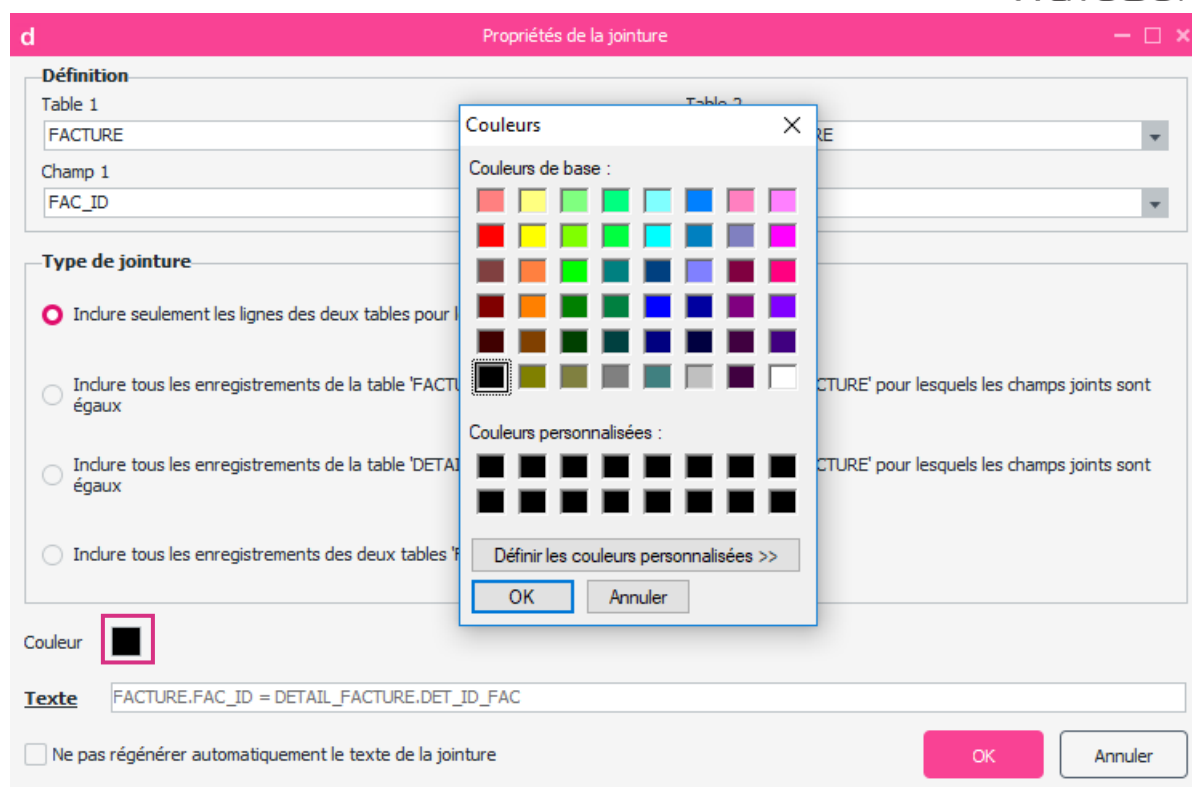 d Propriétés de la jointure
Définition
Table 1
Table 2
FACTURE
Champ 1
FAC_ID
Couleurs
Couleurs de base :
Couleurs personnalisées :
Définir les couleurs personnalisées >>
OK Annuler
Type de jointure
Inclure seulement les lignes des deux tables pour
Inclure tous les enregistrements de la table 'FACTU CTURE' pour lesquels les champs joints sont
égaux
Inclure tous les enregistrements de la table 'DETAI CTURE' pour lesquels les champs joints sont
égaux
Inclure tous les enregistrements des deux tables
Couleur
Texte FACTURE.FAC_ID = DETAIL_FACTURE.DET_ID_FAC
Ne pas régénérer automatiquement le texte de la jointure
OK Annuler